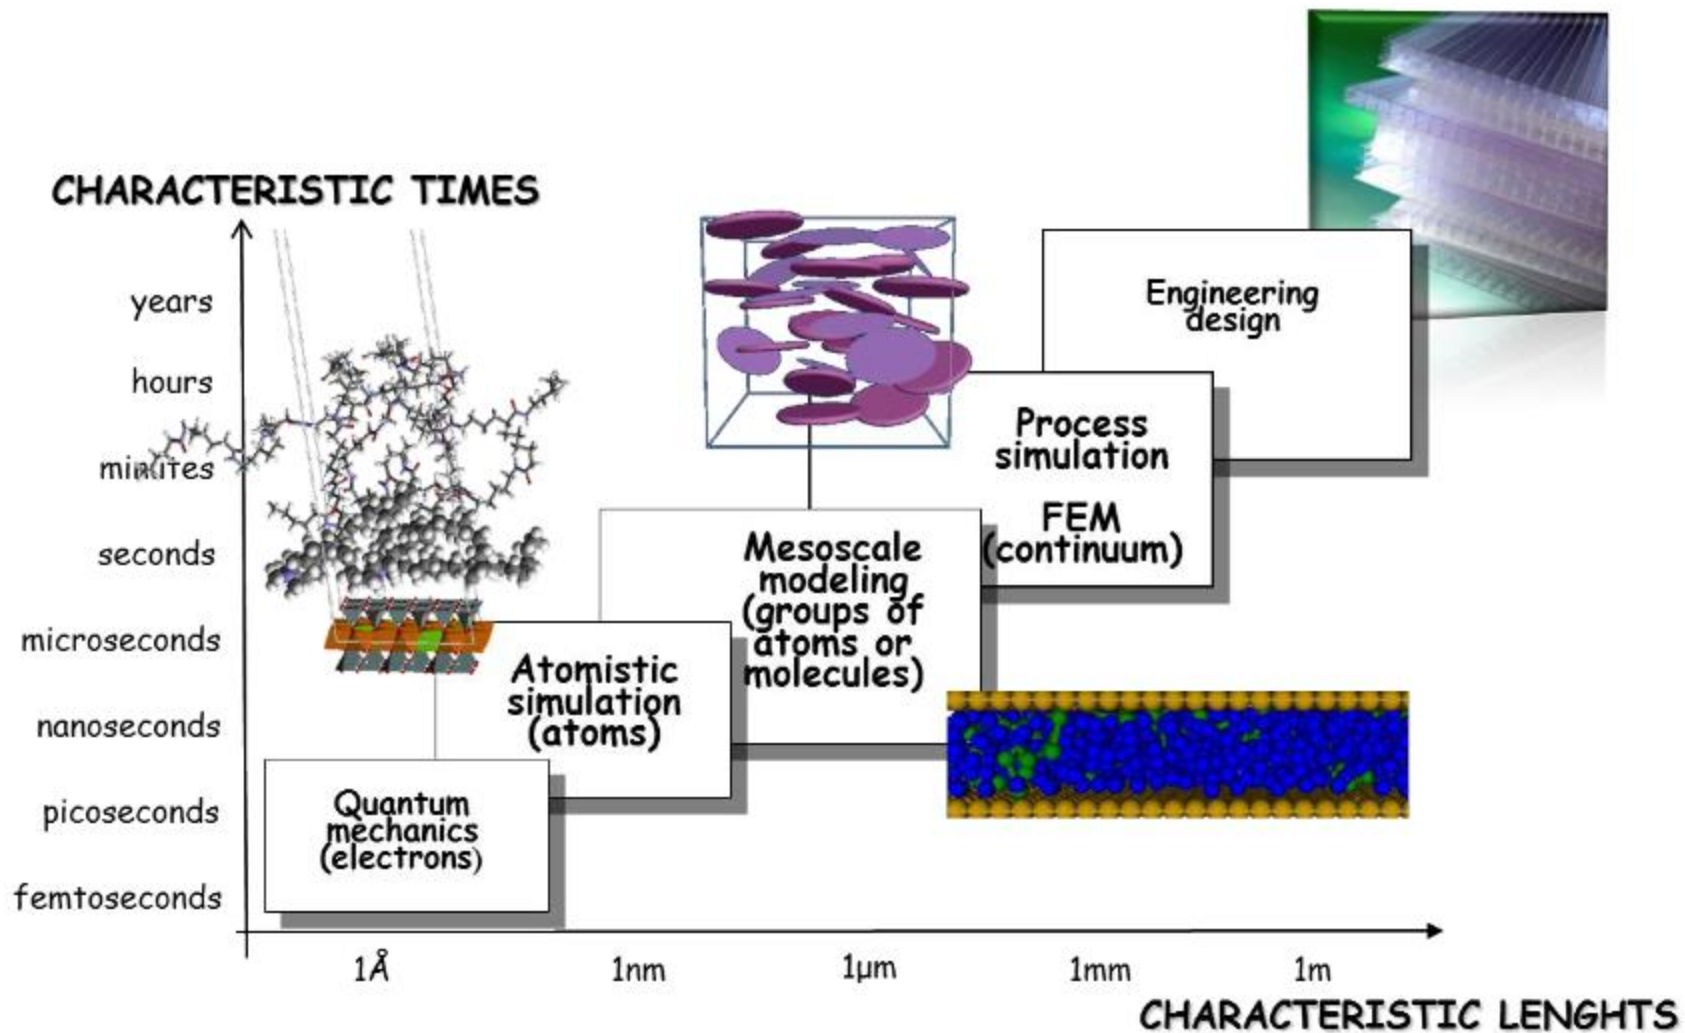 CHARACTERISTIC TIMES
years
hours
minutes
seconds
microseconds
nanoseconds
picoseconds
femtoseconds
Engineering
design
Process
simulation
FEM
(continuum)
Mesoscale
modeling
(groups of
atoms or
molecules)
Atomistic
simulation
(atoms)
Quantum
mechanics
(electrons)
1Å
1nm
1µm
1mm
1m
CHARACTERISTIC LENGHTS